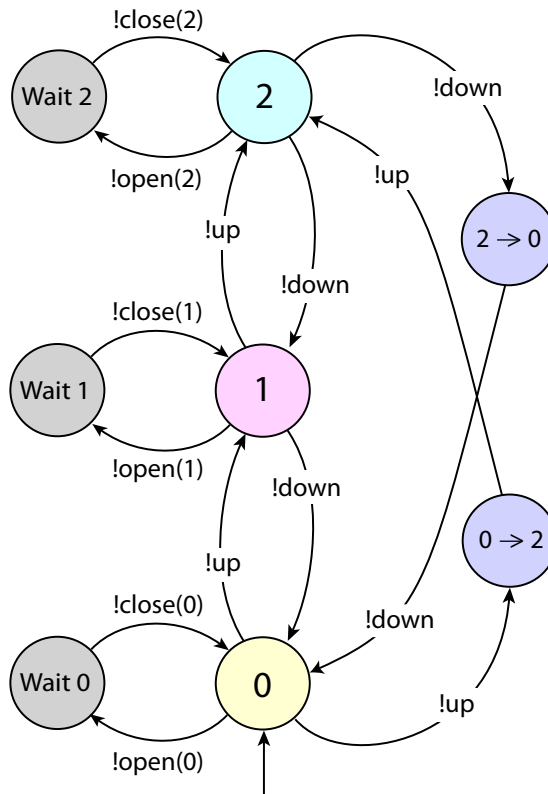 !close(2)
Wait 2
2
!down
!open(2)
!up
!up
2 → 0
!down
!close(1)
Wait 1
1
!open(1)
!down
0 → 2
!up
!close(0)
!down
Wait 0
0
!up
!open(0)